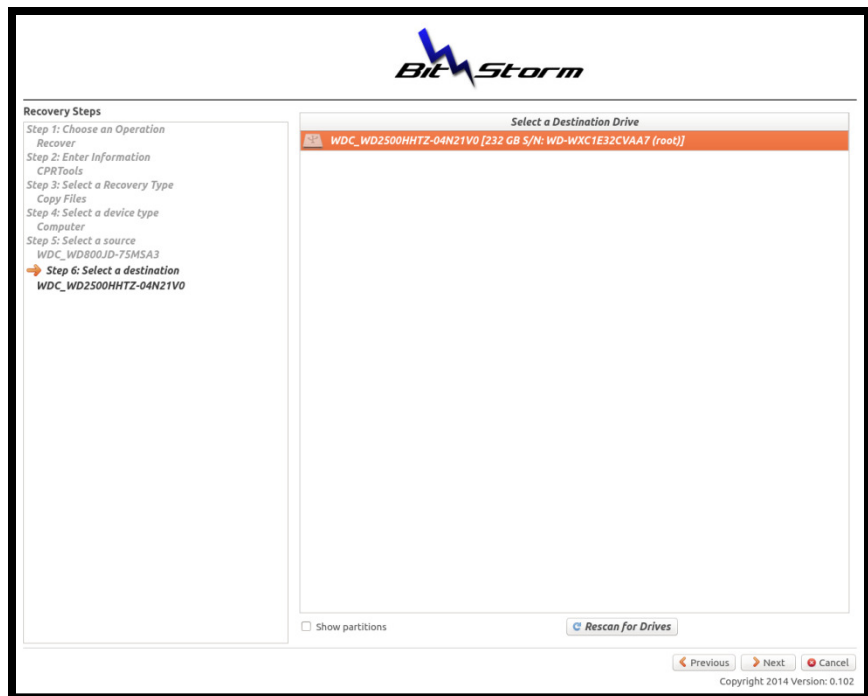 Bit Storm
Recovery Steps
Step 1: Choose an Operation
Recover
Step 2: Enter Information
CPRTools
Step 3: Select a Recovery Type
Copy Files
Step 4: Select a device type
Computer
Step 5: Select a source
WDC_WD800JD-75MSA3
Step 6: Select a destination
WDC_WD2500HHTZ-04N21V0
Select a Destination Drive
WDC_WD2500HHTZ-04N21V0 [232 GB S/N: WD-WXC1E32CVAA7 (root)]
Show partitions
Rescan for Drives
Previous Next Cancel
Copyright 2014 Version: 0.102